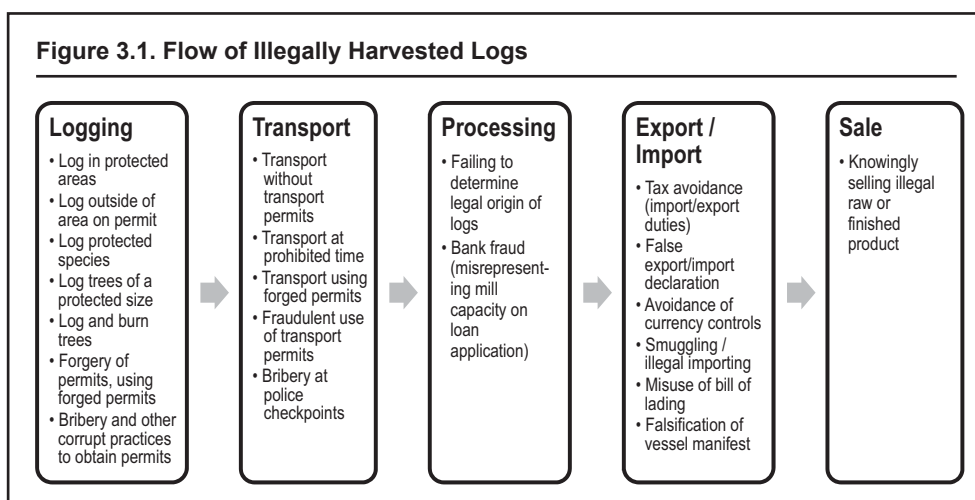 Figure 3.1. Flow of Illegally Harvested Logs
Logging
• Log in protected
areas
• Log outside of
area on permit
• Log protected
species
• Log trees of a
protected size
• Log and burn
trees
• Forgery of
permits, using
forged permits
• Bribery and other
corrupt practices
to obtain permits
Transport
• Transport
without
transport
permits
• Transport at
prohibited time
• Transport using
forged permits
• Fraudulent use
of transport
permits
• Bribery at
police
checkpoints
Processing
• Failing to
determine
legal origin of
logs
• Bank fraud
(misrepresent-
ing mill
capacity on
loan
application)
Export /
Import
• Tax avoidance
(import/export
duties)
• False
export/import
declaration
• Avoidance of
currency controls
• Smuggling /
illegal importing
• Misuse of bill of
lading
• Falsification of
vessel manifest
Sale
• Knowingly
selling illegal
raw or
finished
product